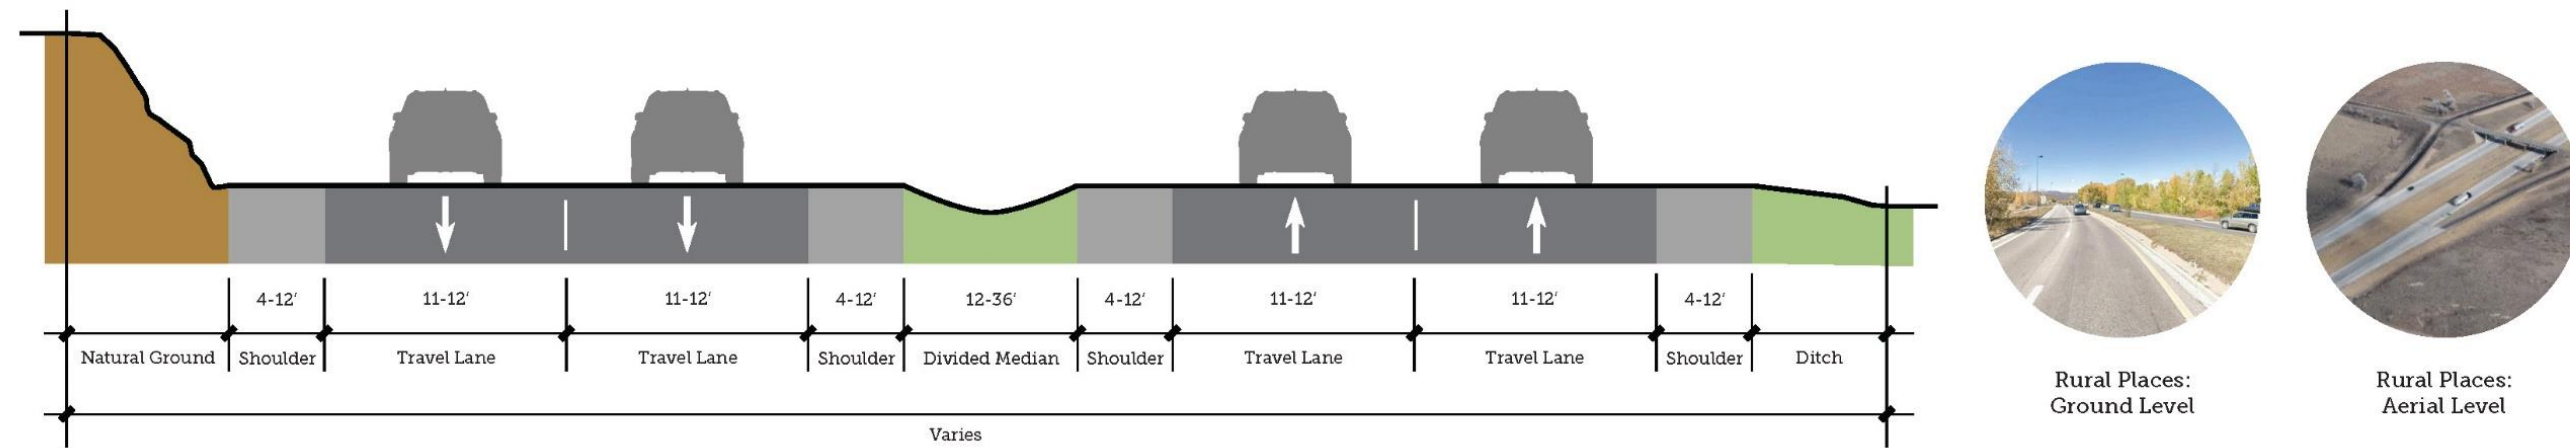 4-12′ 11-12′ 11-12′ 4-12′ 12-36′ 4-12′ 11-12′ 11-12′ 4-12′
Natural Ground Shoulder Travel Lane Travel Lane Shoulder Divided Median Shoulder Travel Lane Travel Lane Shoulder Ditch
Varies
Rural Places:
Ground Level
Rural Places:
Aerial Level